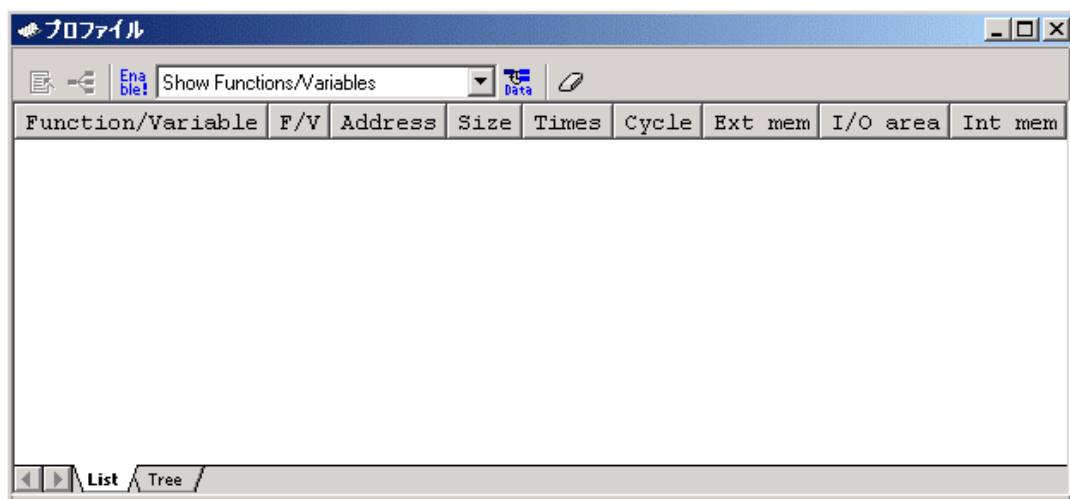 プロファイル
Ena
ble! Show Functions/Variables Data
Function/Variable F/V Address Size Times Cycle Ext mem I/O area Int mem
List Tree